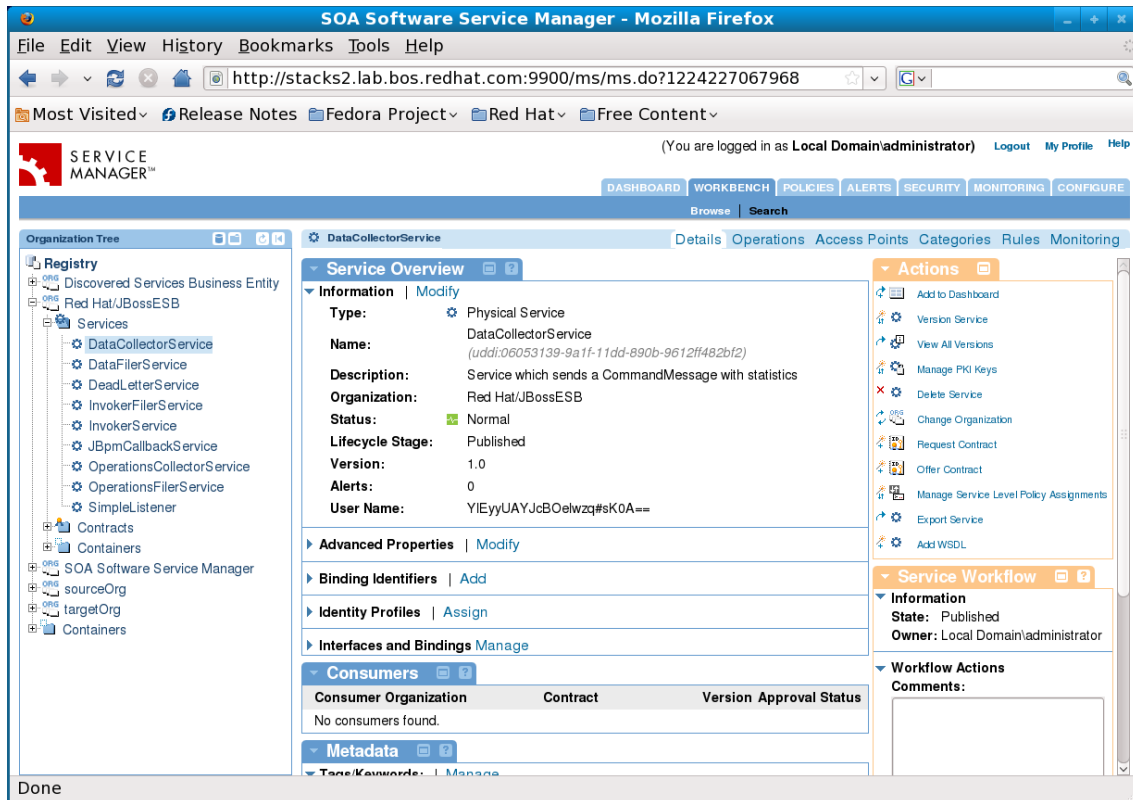 SOA Software Service Manager - Mozilla Firefox
File Edit View History Bookmarks Tools Help
http://stacks2.lab.bos.redhat.com:9900/ms/ms.do?1224227067968
G
Most Visited Release Notes Fedora Project Red Hat Free Content
SERVICE
MANAGER™
(You are logged in as Local Domain\administrator) Logout My Profile Help
DASHBOARD WORKBENCH POLICIES ALERTS SECURITY MONITORING CONFIGURE
Browse | Search
Organization Tree
Registry
ORG Discovered Services Business Entity
ORG Red Hat/JBossESB
Services
DataCollectorService
DataFilerService
DeadLetterService
InvokerFilerService
InvokerService
JBpmCallbackService
OperationsCollectorService
OperationsFilerService
SimpleListener
Contracts
Containers
ORG SOA Software Service Manager
ORG sourceOrg
ORG targetOrg
Containers
DataCollectorService
Details Operations Access Points Categories Rules Monitoring
Service Overview
Information | Modify
Type: Physical Service
Name: DataCollectorService
(uddi:06053139-9a1f-11dd-890b-9612ff482bf2)
Description: Service which sends a CommandMessage with statistics
Organization: Red Hat/JBossESB
Status: Normal
Lifecycle Stage: Published
Version: 1.0
Alerts: 0
User Name: YIEyyUAYJcBOelwzq#sK0A==
Advanced Properties | Modify
Binding Identifiers | Add
Identity Profiles | Assign
Interfaces and Bindings Manage
Consumers
Consumer Organization Contract Version Approval Status
No consumers found.
Metadata
Tags/Keywords: | Manage
Actions
Add to Dashboard
Version Service
View All Versions
Manage PKI Keys
Delete Service
ORG Change Organization
Request Contract
Offer Contract
Manage Service Level Policy Assignments
Export Service
Add WSDL
Service Workflow
Information
State: Published
Owner: Local Domain\administrator
Workflow Actions
Comments:
Done